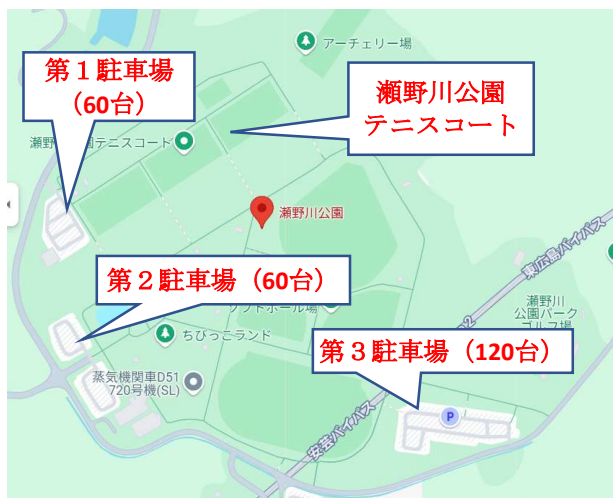 アーチェリー場
第１駐車場
（60台）
瀬野川公園
テニスコート
瀬野
園テニスコート
瀬野川公園
第２駐車場（60台）
ソフトボール場
ちびっこランド
東広島バイパス
2
瀬野川
公園パーク
ゴルフ場
第３駐車場（120台）
蒸気機関車D51
720号機(SL)
P
安芸バイパス